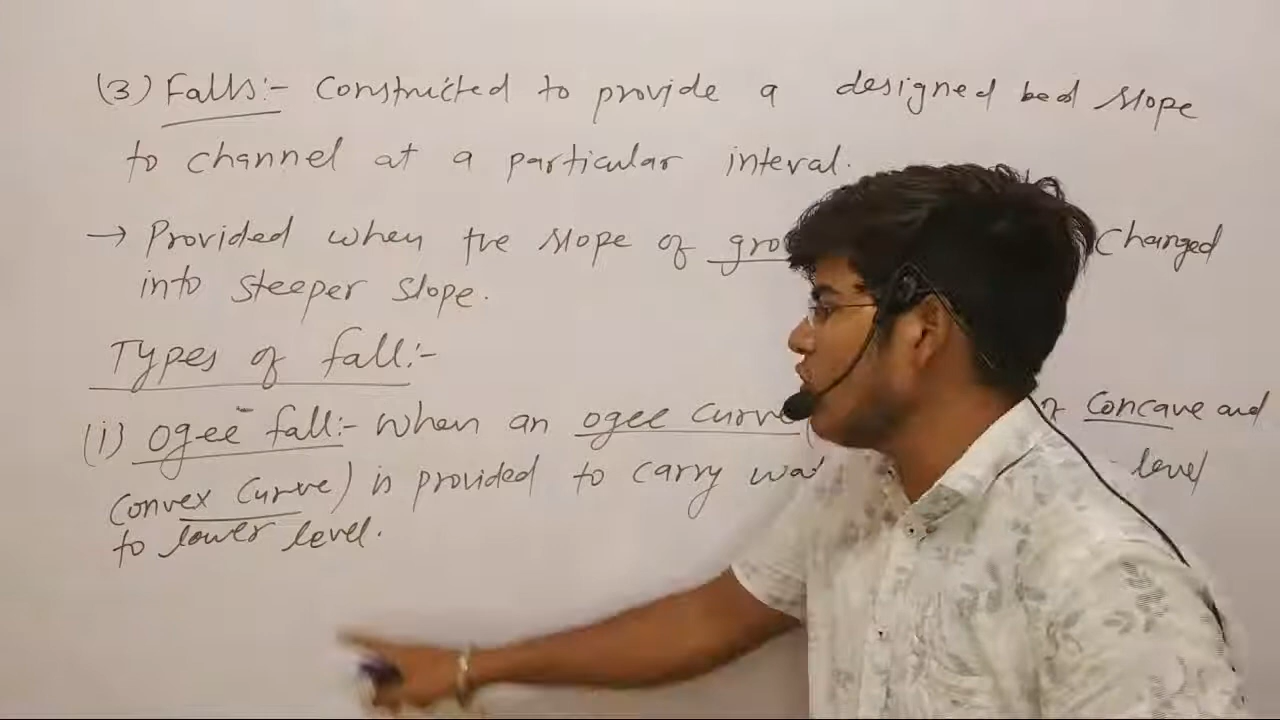 (3) Falls:- Constructed to provide a designed bed slope
to channel at a particular interval.
→ Provided when the slope of changed
into steeper slope.
Types of fall:-
(i) Ogee fall:- When an ogee curve concave and
convex curve) is provided to carry level
to lower level.